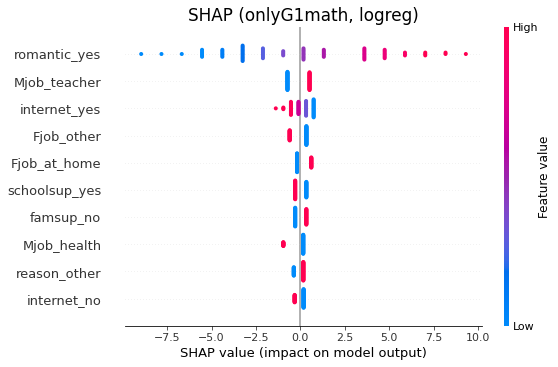 SHAP (onlyG1math, logreg)
High
romantic_yes
Mjob_teacher
internet_yes
Fjob_other
Fjob_at_home
schoolsup_yes
famsup_no
Mjob_health
reason_other
internet_no
Feature value
Low
−7.5 −5.0 −2.5 0.0 2.5 5.0 7.5 10.0
SHAP value (impact on model output)